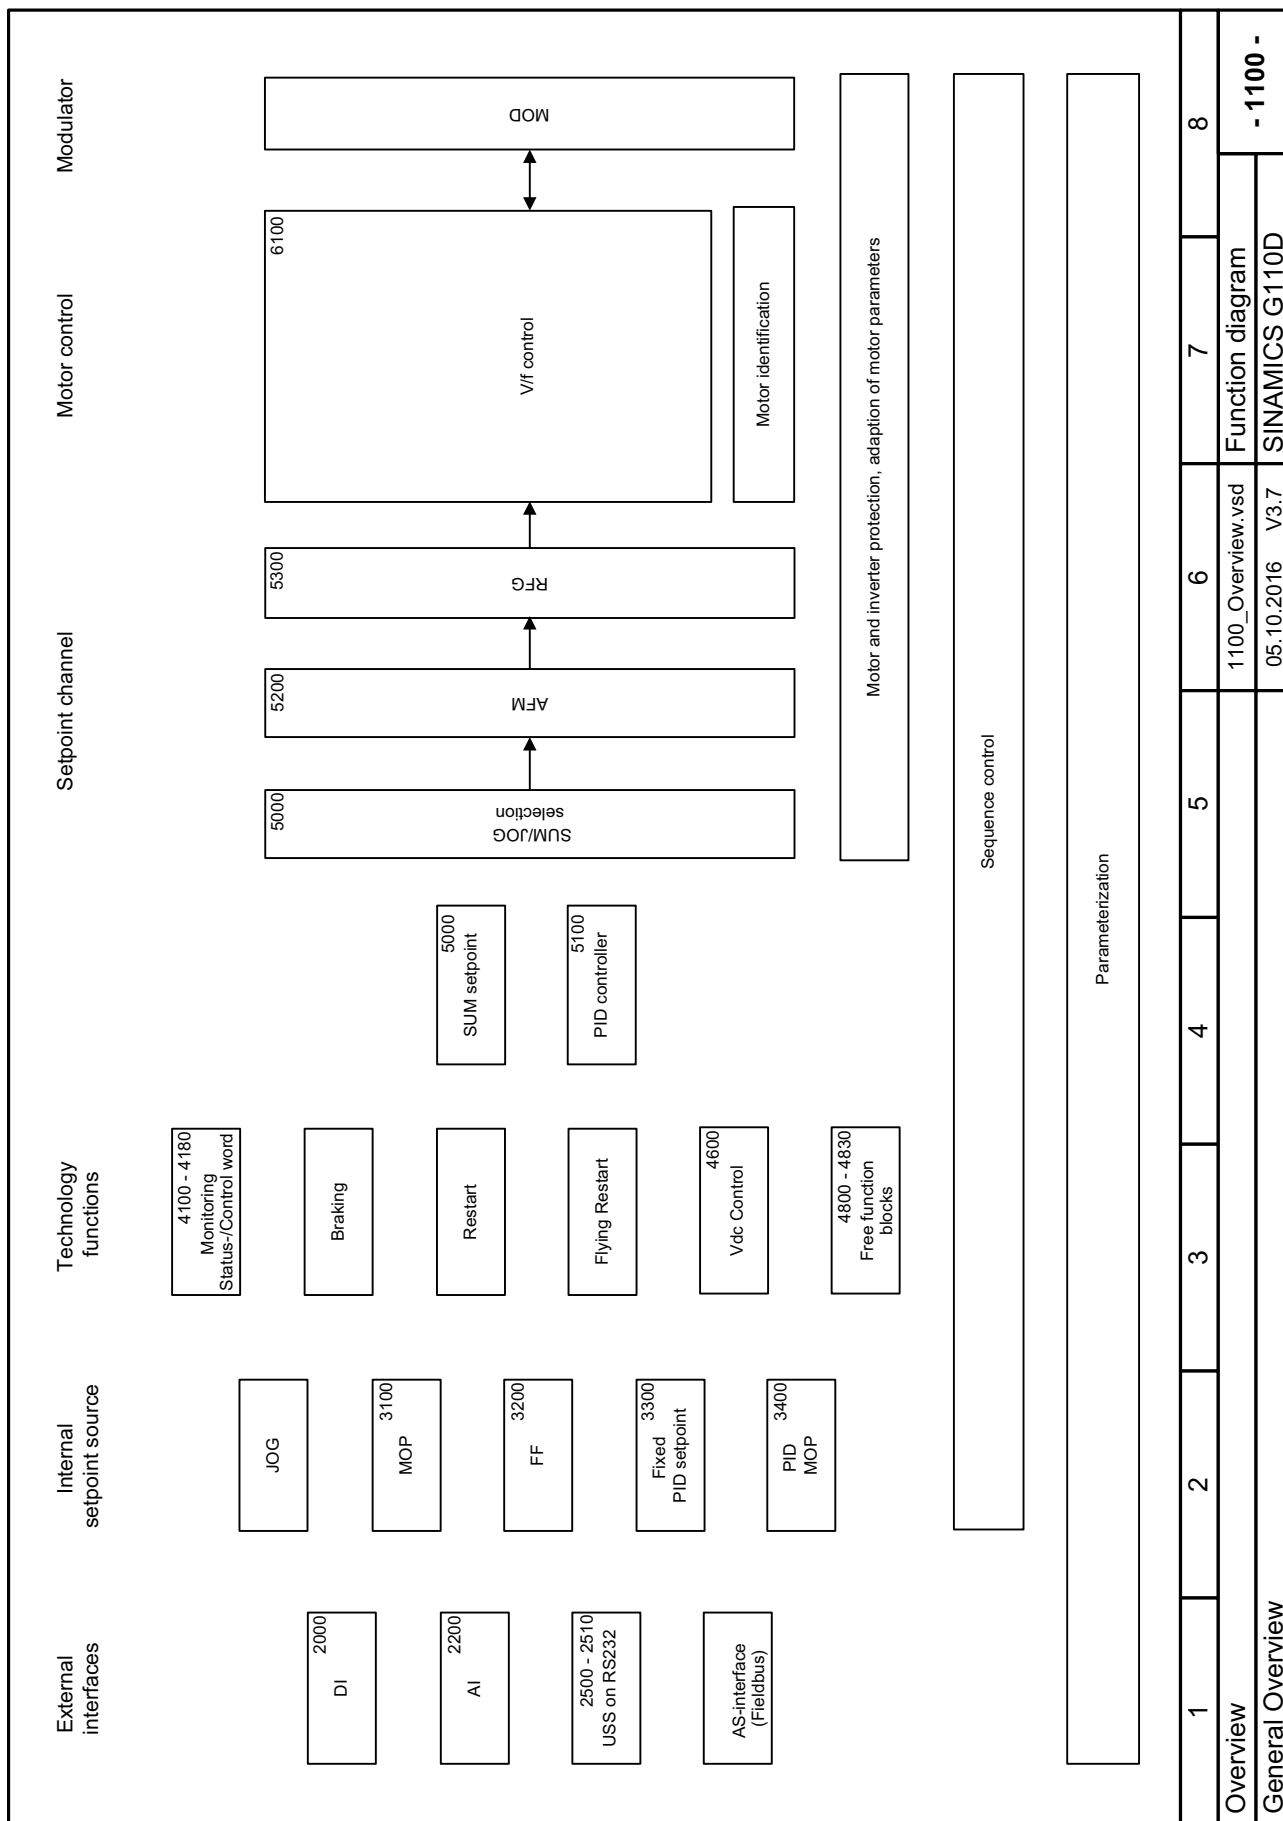 External
interfaces
Internal
setpoint source
Technology
functions
Setpoint channel
Motor control
Modulator
2000
DI
2200
AI
2500 - 2510
USS on RS232
AS-interface
(Fieldbus)
JOG
3100
MOP
3200
FF
3300
Fixed
PID setpoint
3400
PID
MOP
4100 - 4180
Monitoring
Status-/Control word
Braking
Restart
Flying Restart
4600
Vdc Control
4800 - 4830
Free function
blocks
5000
SUM setpoint
5100
PID controller
5000
SUM/JOG
selection
5200
AFM
5300
RFG
6100
V/f control
Motor identification
MOD
Motor and inverter protection, adaption of motor parameters
Sequence control
Parameterization
1
2
3
4
5
6
7
8
Overview
1100_Overview.vsd
Function diagram
- 1100 -
General Overview
05.10.2016 V3.7
SINAMICS G110D